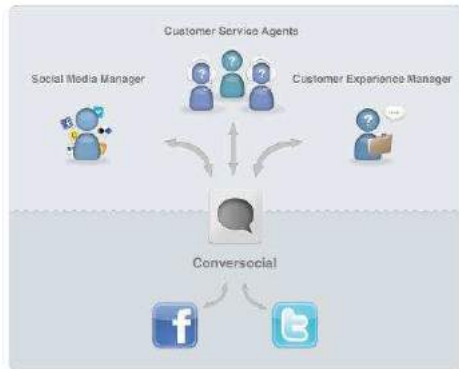 Customer Service Agents
Social Media Manager
Customer Experience Manager
Conversocial